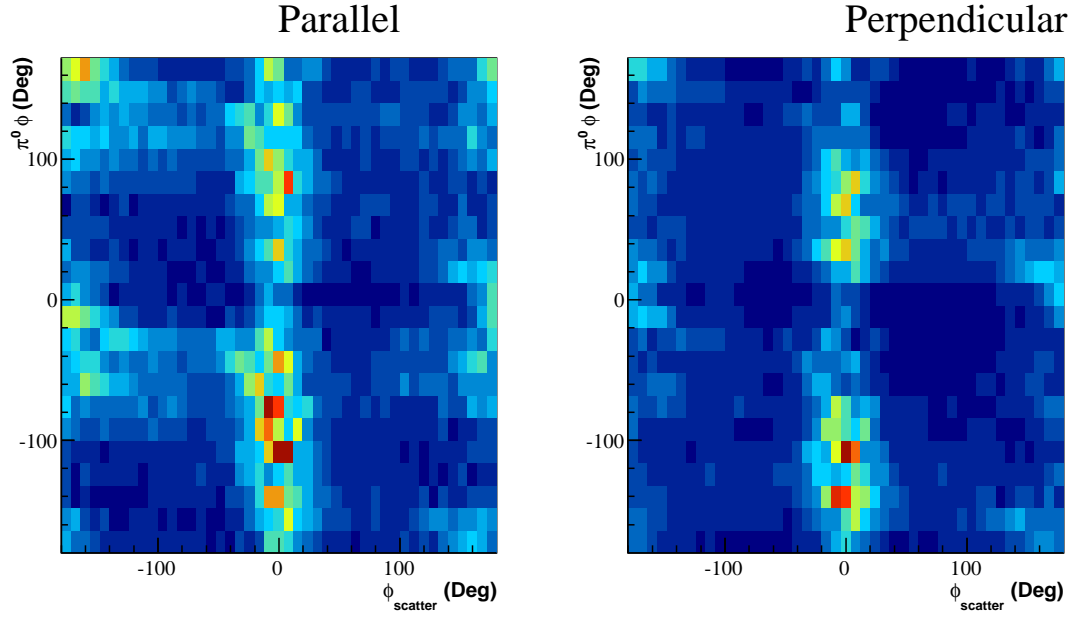 Parallel
Perpendicular
π⁰ ϕ (Deg)
100
0
-100
-100
0
100
ϕscatter (Deg)
π⁰ ϕ (Deg)
100
0
-100
-100
0
100
ϕscatter (Deg)